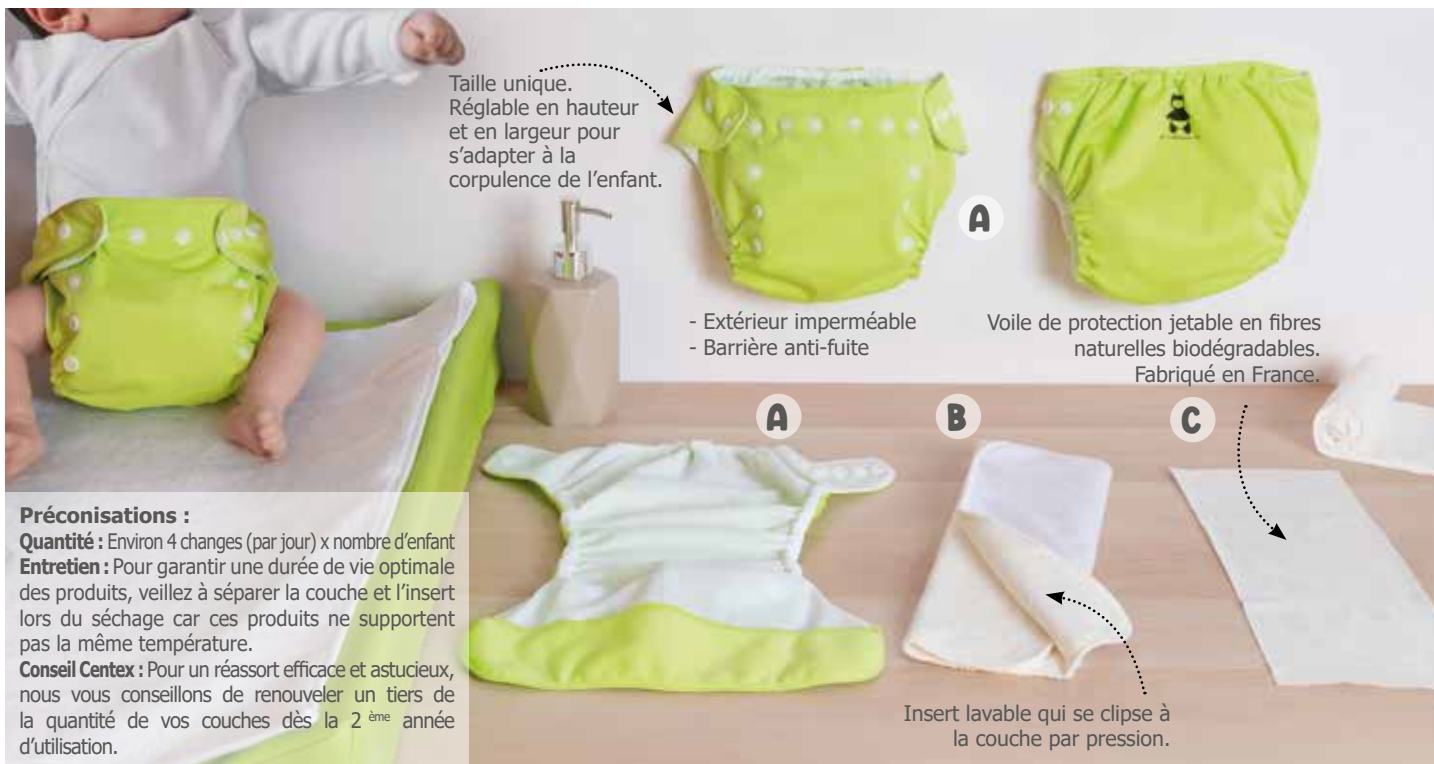 Taille unique.
Réglable en hauteur
et en largeur pour
s'adapter à la
corpulence de l'enfant.
A
- Extérieur imperméable
- Barrière anti-fuite
Voile de protection jetable en fibres
naturelles biodégradables.
Fabriqué en France.
A
B
C
Préconisations :
Quantité : Environ 4 changes (par jour) x nombre d'enfant
Entretien : Pour garantir une durée de vie optimale
des produits, veillez à séparer la couche et l'insert
lors du séchage car ces produits ne supportent
pas la même température.
Conseil Centex : Pour un réassort efficace et astucieux,
nous vous conseillons de renouveler un tiers de
la quantité de vos couches dès la 2 ème année
d'utilisation.
Insert lavable qui se clipse à
la couche par pression.